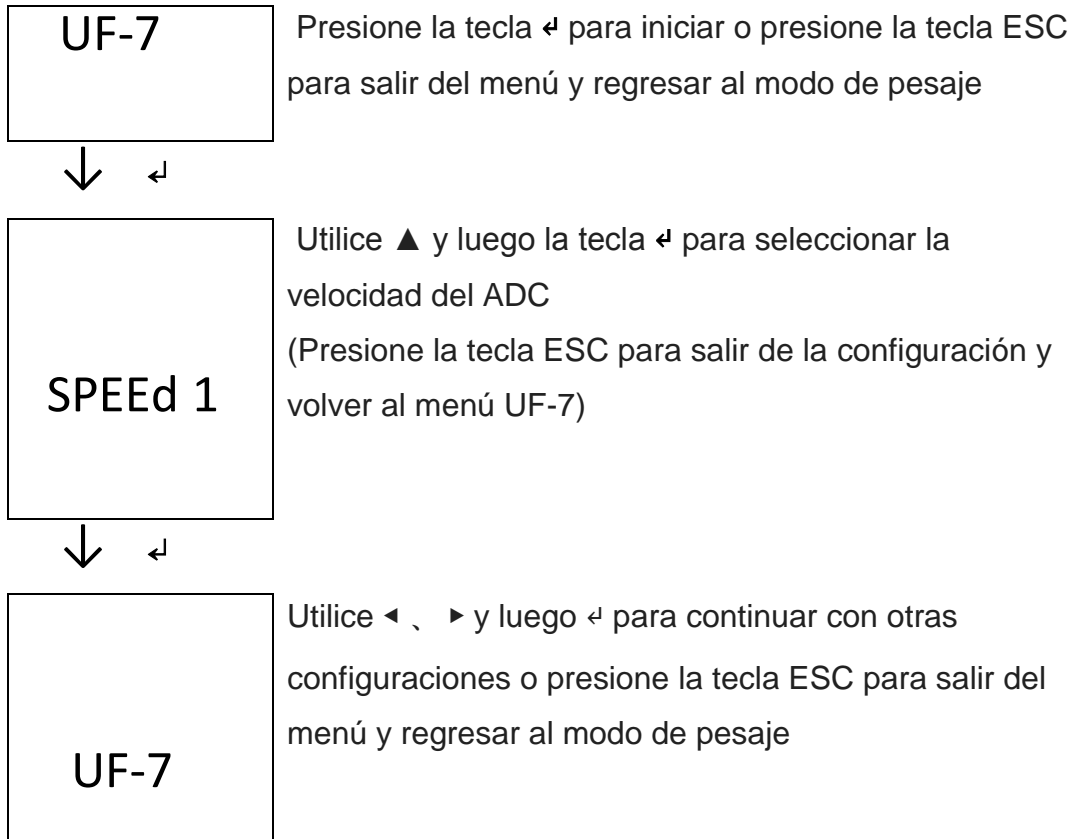 UF-7
Presione la tecla ↵ para iniciar o presione la tecla ESC
para salir del menú y regresar al modo de pesaje
↓ ↵
Utilice ▲ y luego la tecla ↵ para seleccionar la
velocidad del ADC
(Presione la tecla ESC para salir de la configuración y
volver al menú UF-7)
SPEEd 1
↓ ↵
Utilice ◄ 、 ► y luego ↵ para continuar con otras
configuraciones o presione la tecla ESC para salir del
menú y regresar al modo de pesaje
UF-7